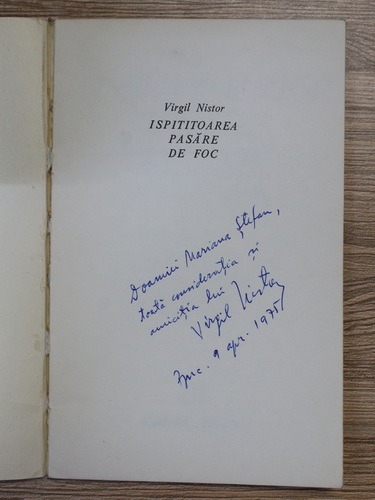 Virgil Nistor
ISPITITOAREA
PASĂRE
DE FOC
Doamnei Mariana Ștefan,
toată considerația și
amiciția lui
Virgil Nistor
9 apr. 1975